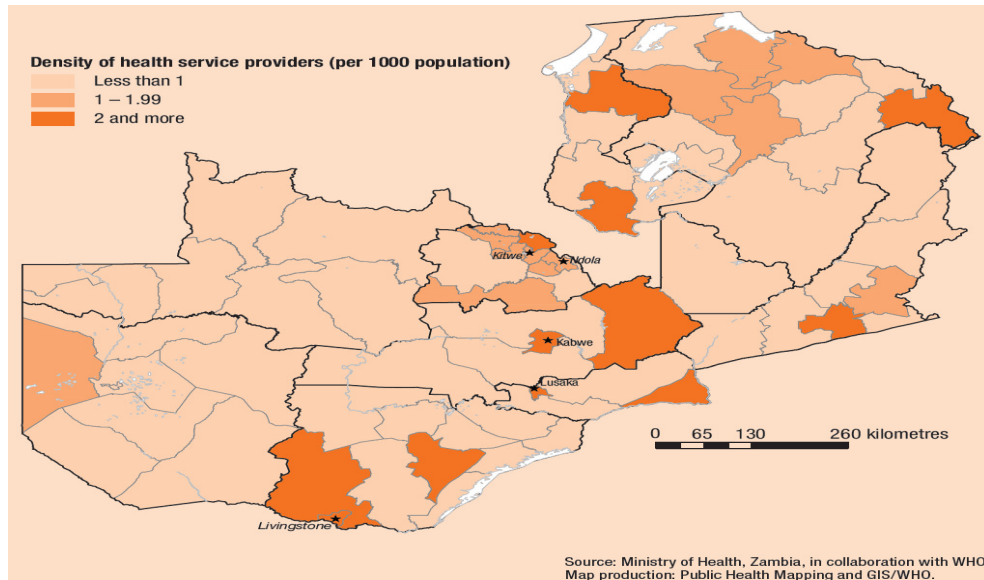 Density of health service providers (per 1000 population)
Less than 1
1 – 1.99
2 and more
Kitwe
Ndola
Kabwe
Lusaka
0 65 130 260 kilometres
Livingstone
Source: Ministry of Health, Zambia, in collaboration with WHO
Map production: Public Health Mapping and GIS/WHO.